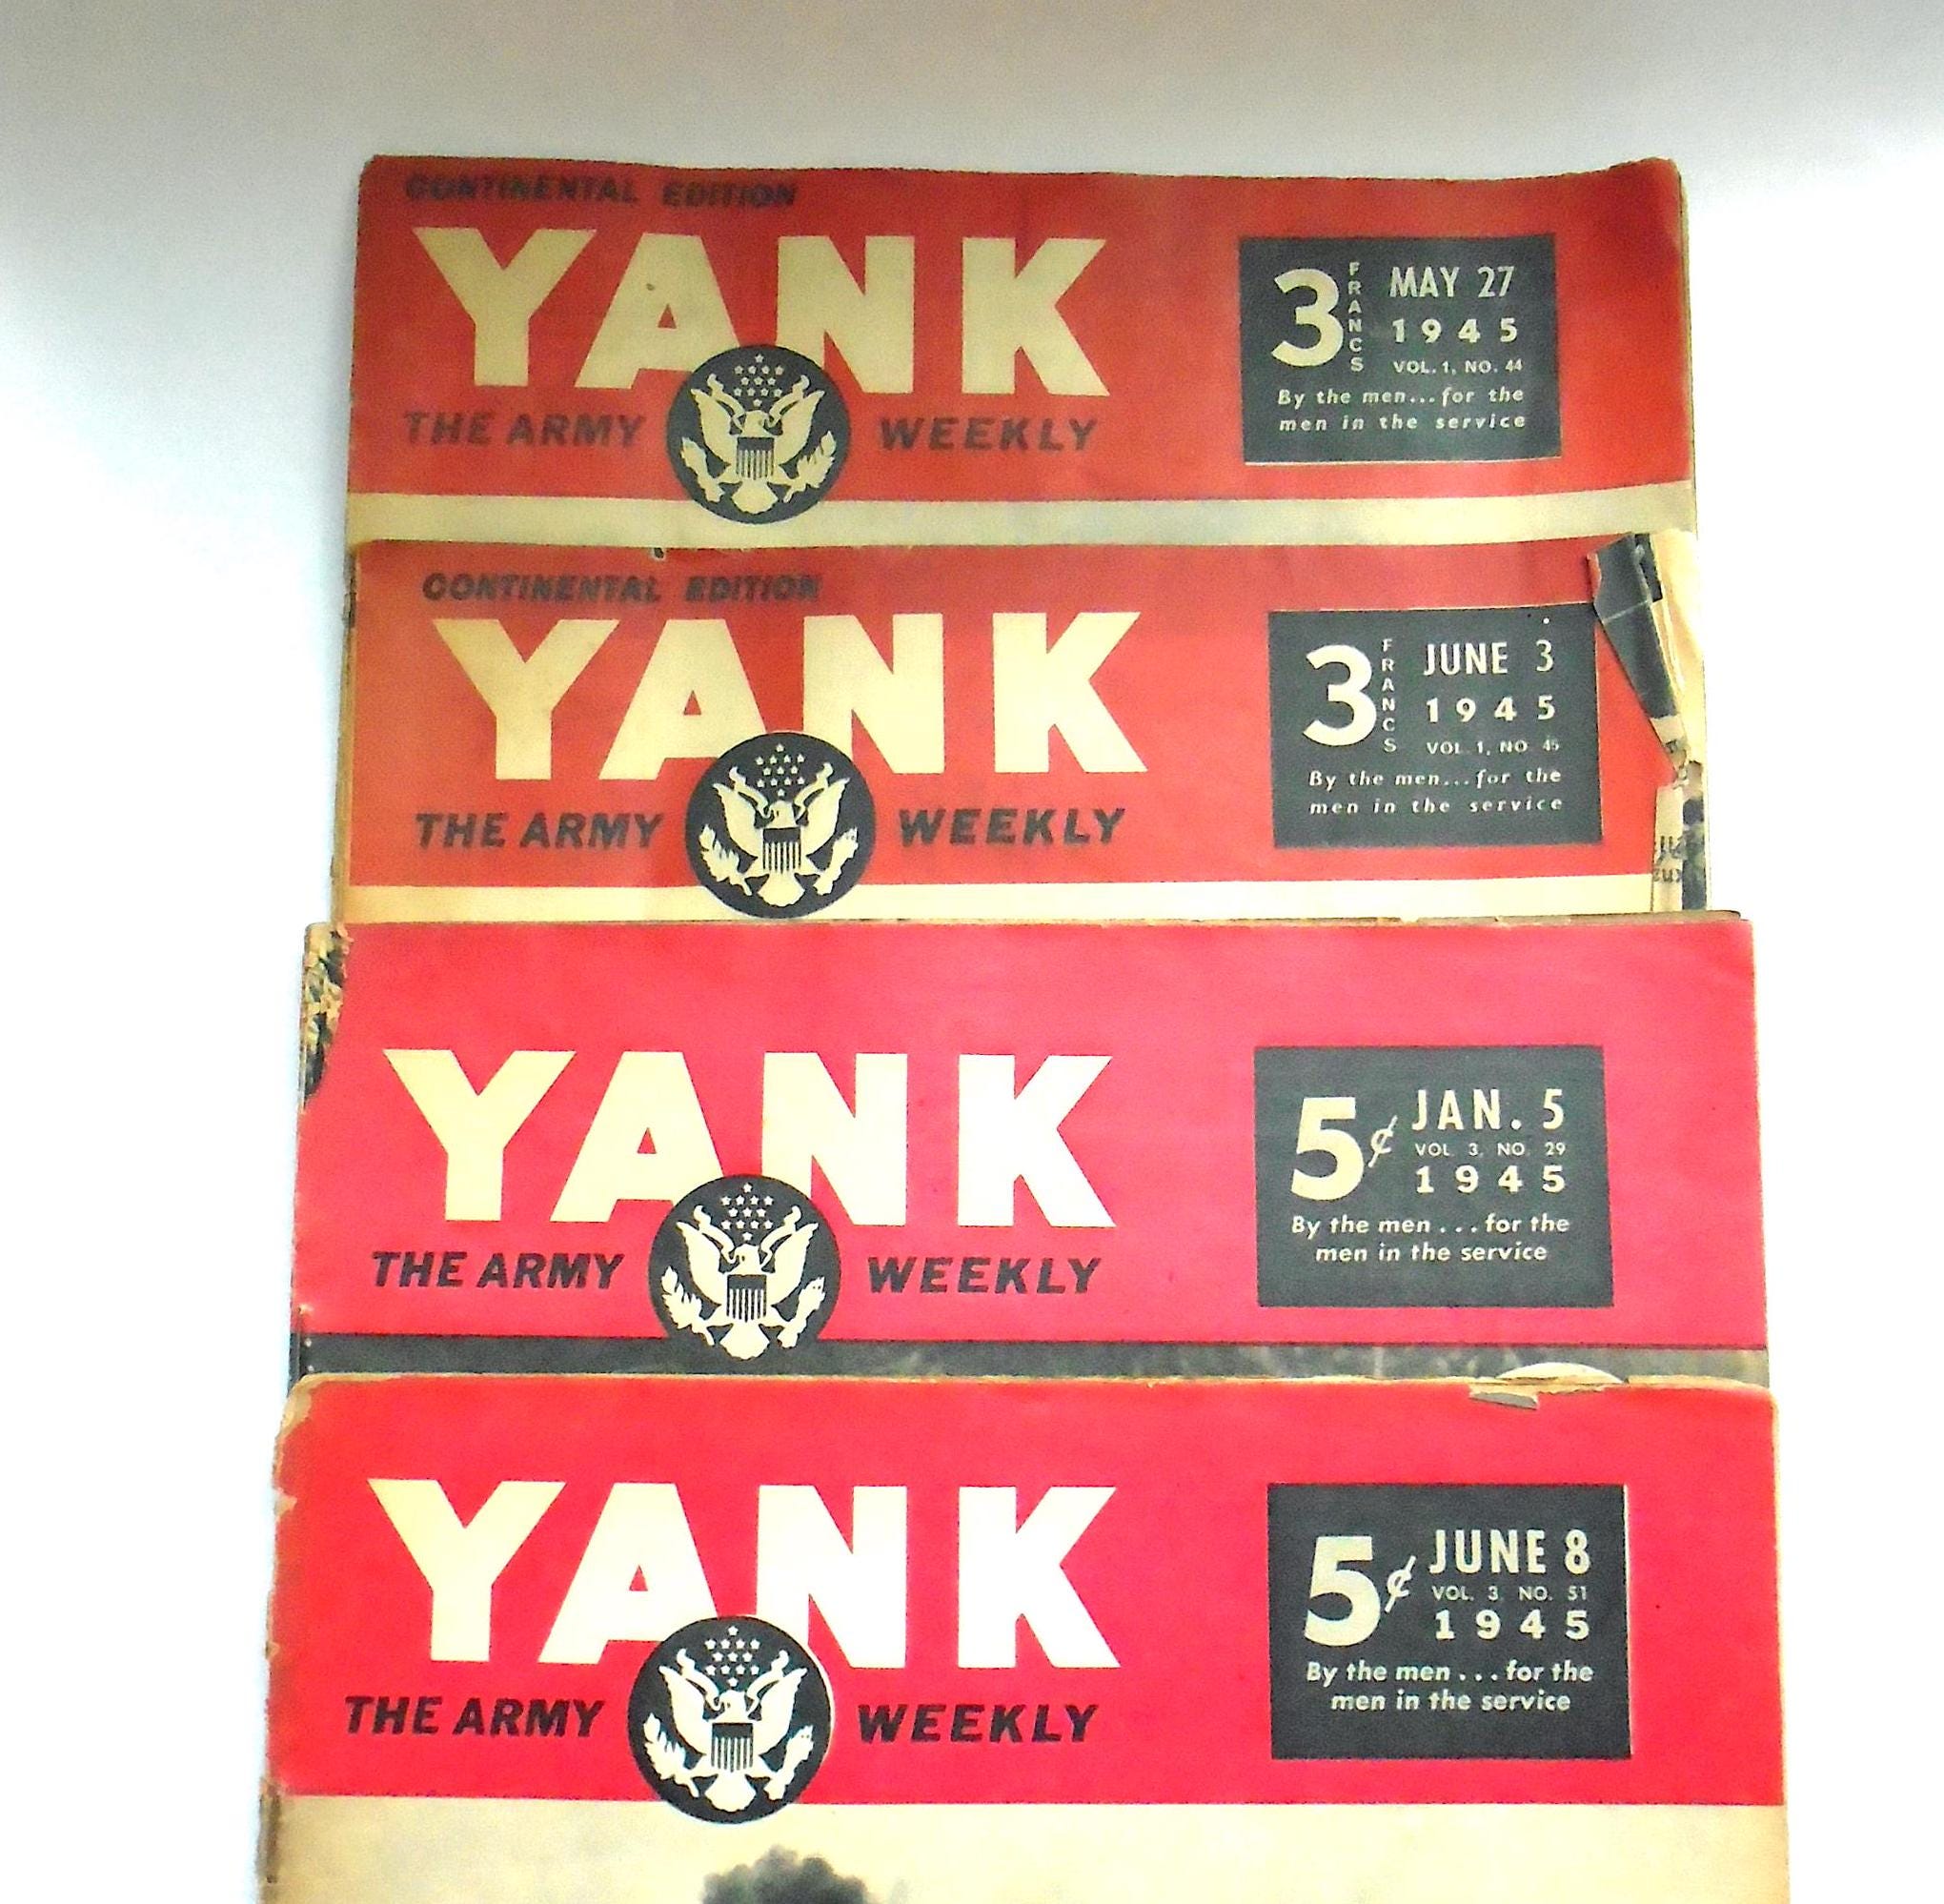 CONTINENTAL EDITION
YANK
THE ARMY WEEKLY
3 FRANCS
MAY 27
1945
VOL. 1, NO. 44
By the men...for the
men in the service
CONTINENTAL EDITION
YANK
THE ARMY WEEKLY
3 FRANCS
JUNE 3
1945
VOL. 1, NO. 45
By the men...for the
men in the service
YANK
THE ARMY WEEKLY
5¢
JAN. 5
VOL. 3, NO. 29
1945
By the men...for the
men in the service
YANK
THE ARMY WEEKLY
5¢
JUNE 8
VOL. 3, NO. 51
1945
By the men...for the
men in the service